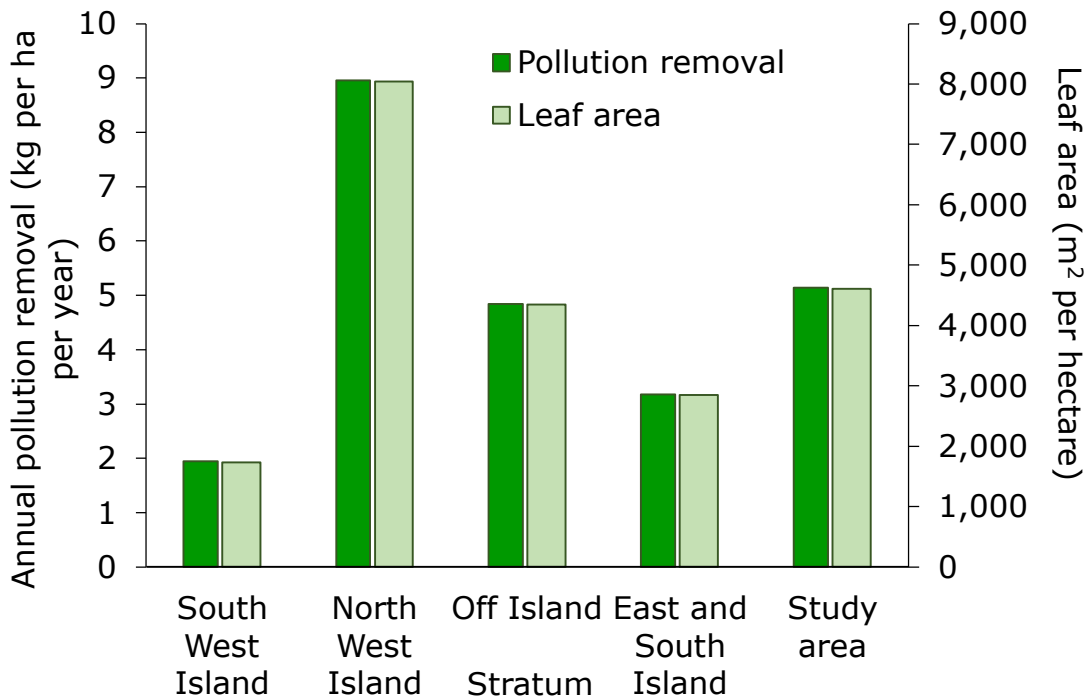 Annual pollution removal (kg per ha
per year)
10
9
8
7
6
5
4
3
2
1
0
Pollution removal
Leaf area
9,000
8,000
7,000
6,000
5,000
4,000
3,000
2,000
1,000
0
Leaf area (m² per hectare)
South
West
Island
North
West
Island
Off Island
East and
South
Island
Study
area
Stratum